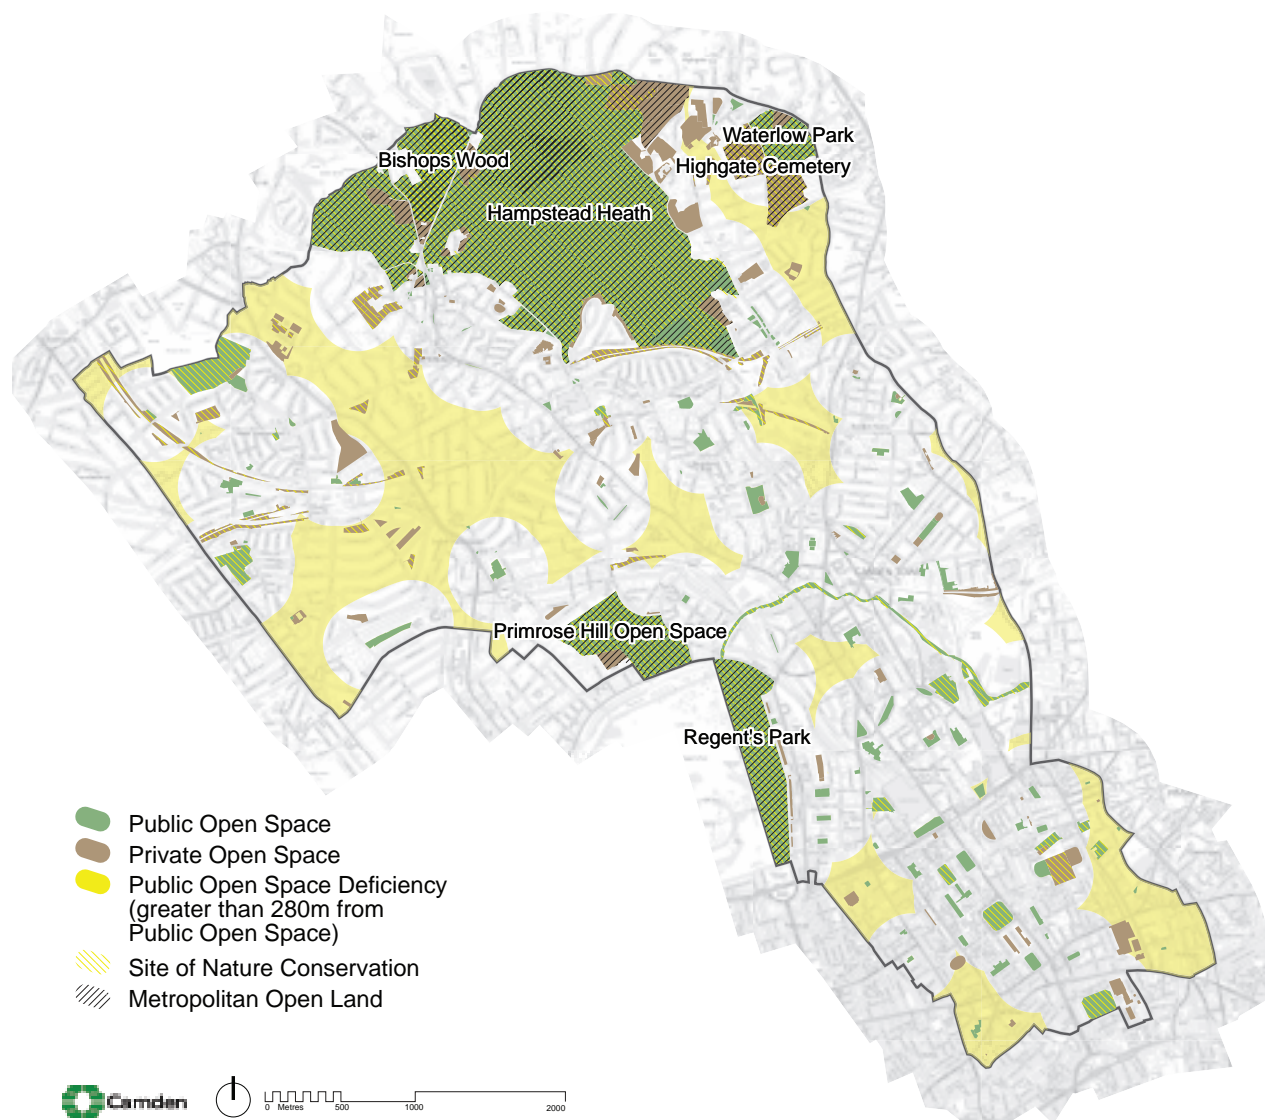 Waterlow Park
Bishops Wood
Highgate Cemetery
Hampstead Heath
Primrose Hill Open Space
Regent's Park
Public Open Space
Private Open Space
Public Open Space Deficiency
(greater than 280m from
Public Open Space)
Site of Nature Conservation
Metropolitan Open Land
Camden
0 Metres 500 1000 2000